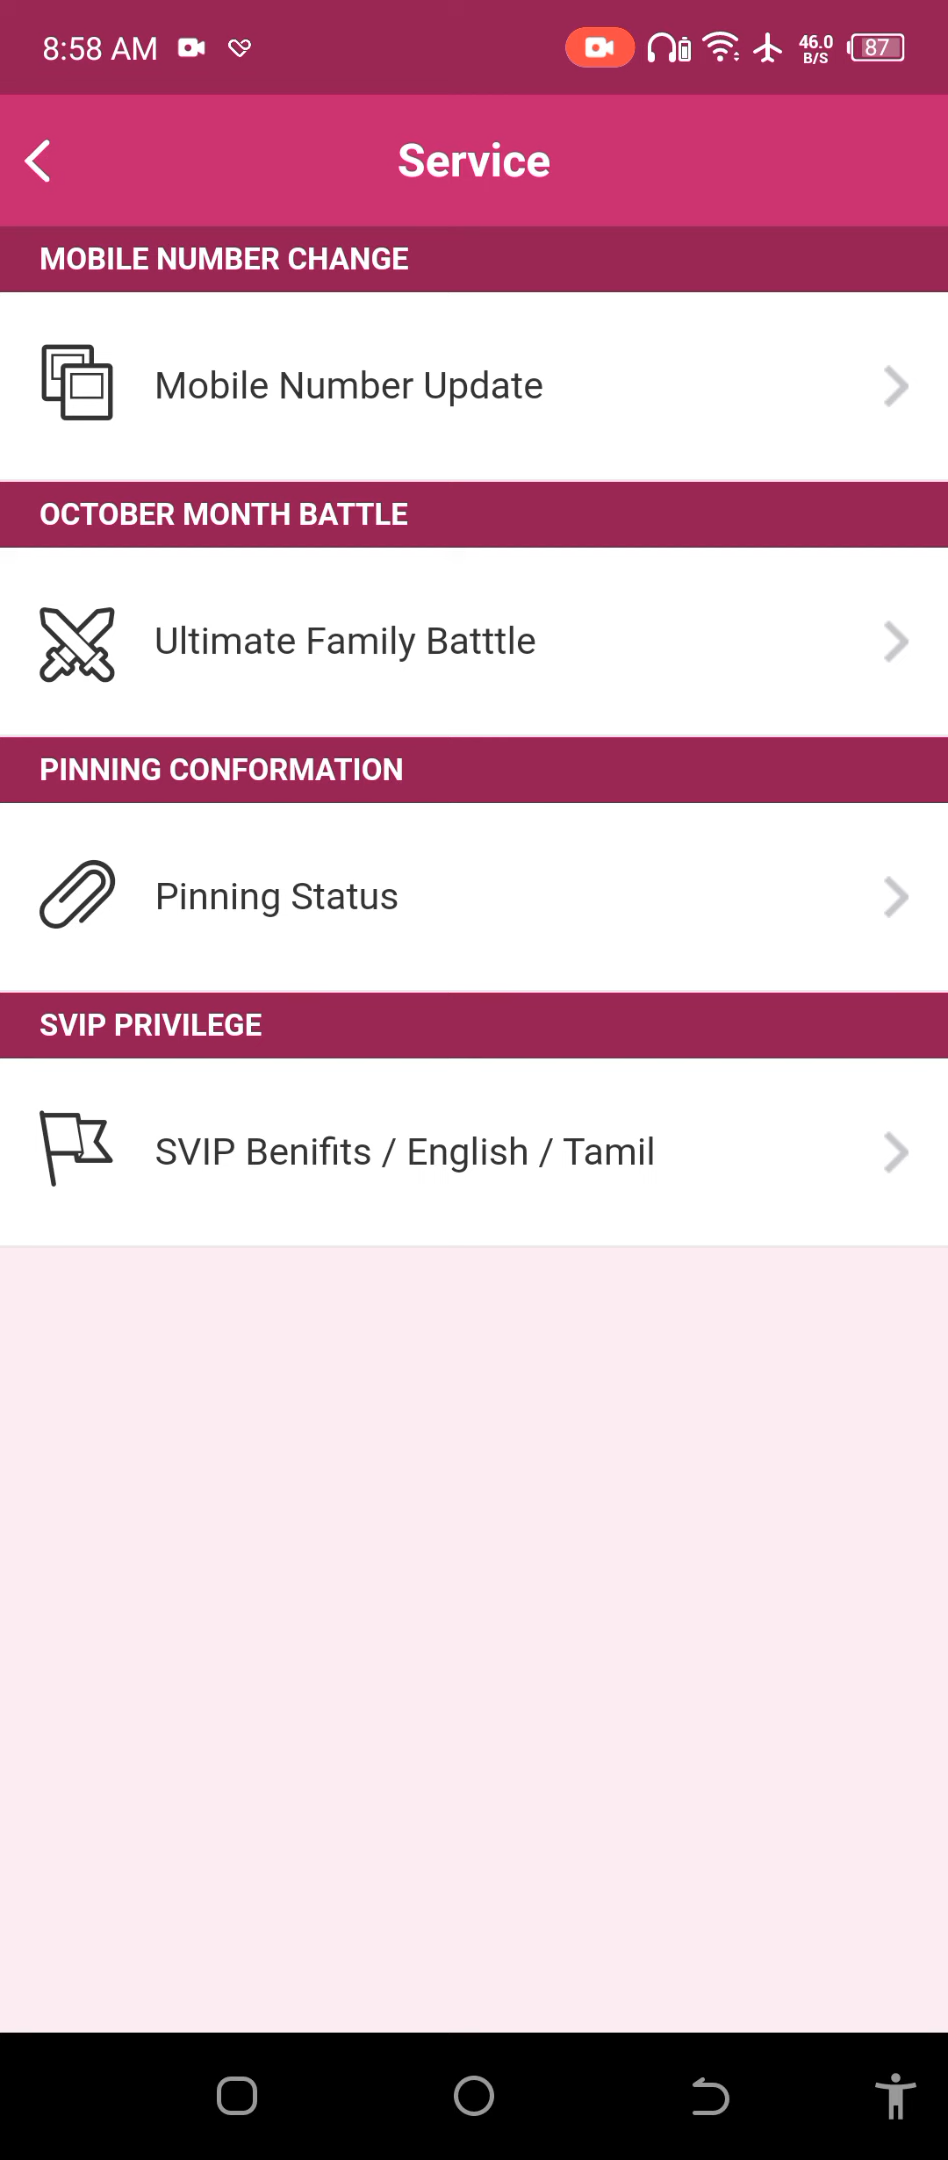 8:58 AM
46.0
B/S
87
Service
MOBILE NUMBER CHANGE
Mobile Number Update
OCTOBER MONTH BATTLE
Ultimate Family Batttle
PINNING CONFORMATION
Pinning Status
SVIP PRIVILEGE
SVIP Benifits / English / Tamil